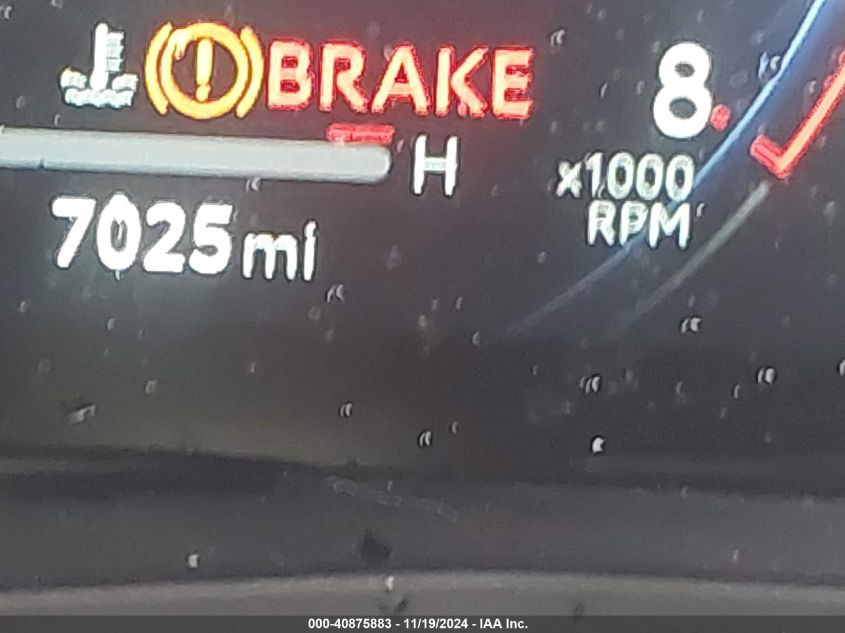 BRAKE
H
7025 mi
8
x1000
RPM
000-40875883 - 11/19/2024 - IAA Inc.